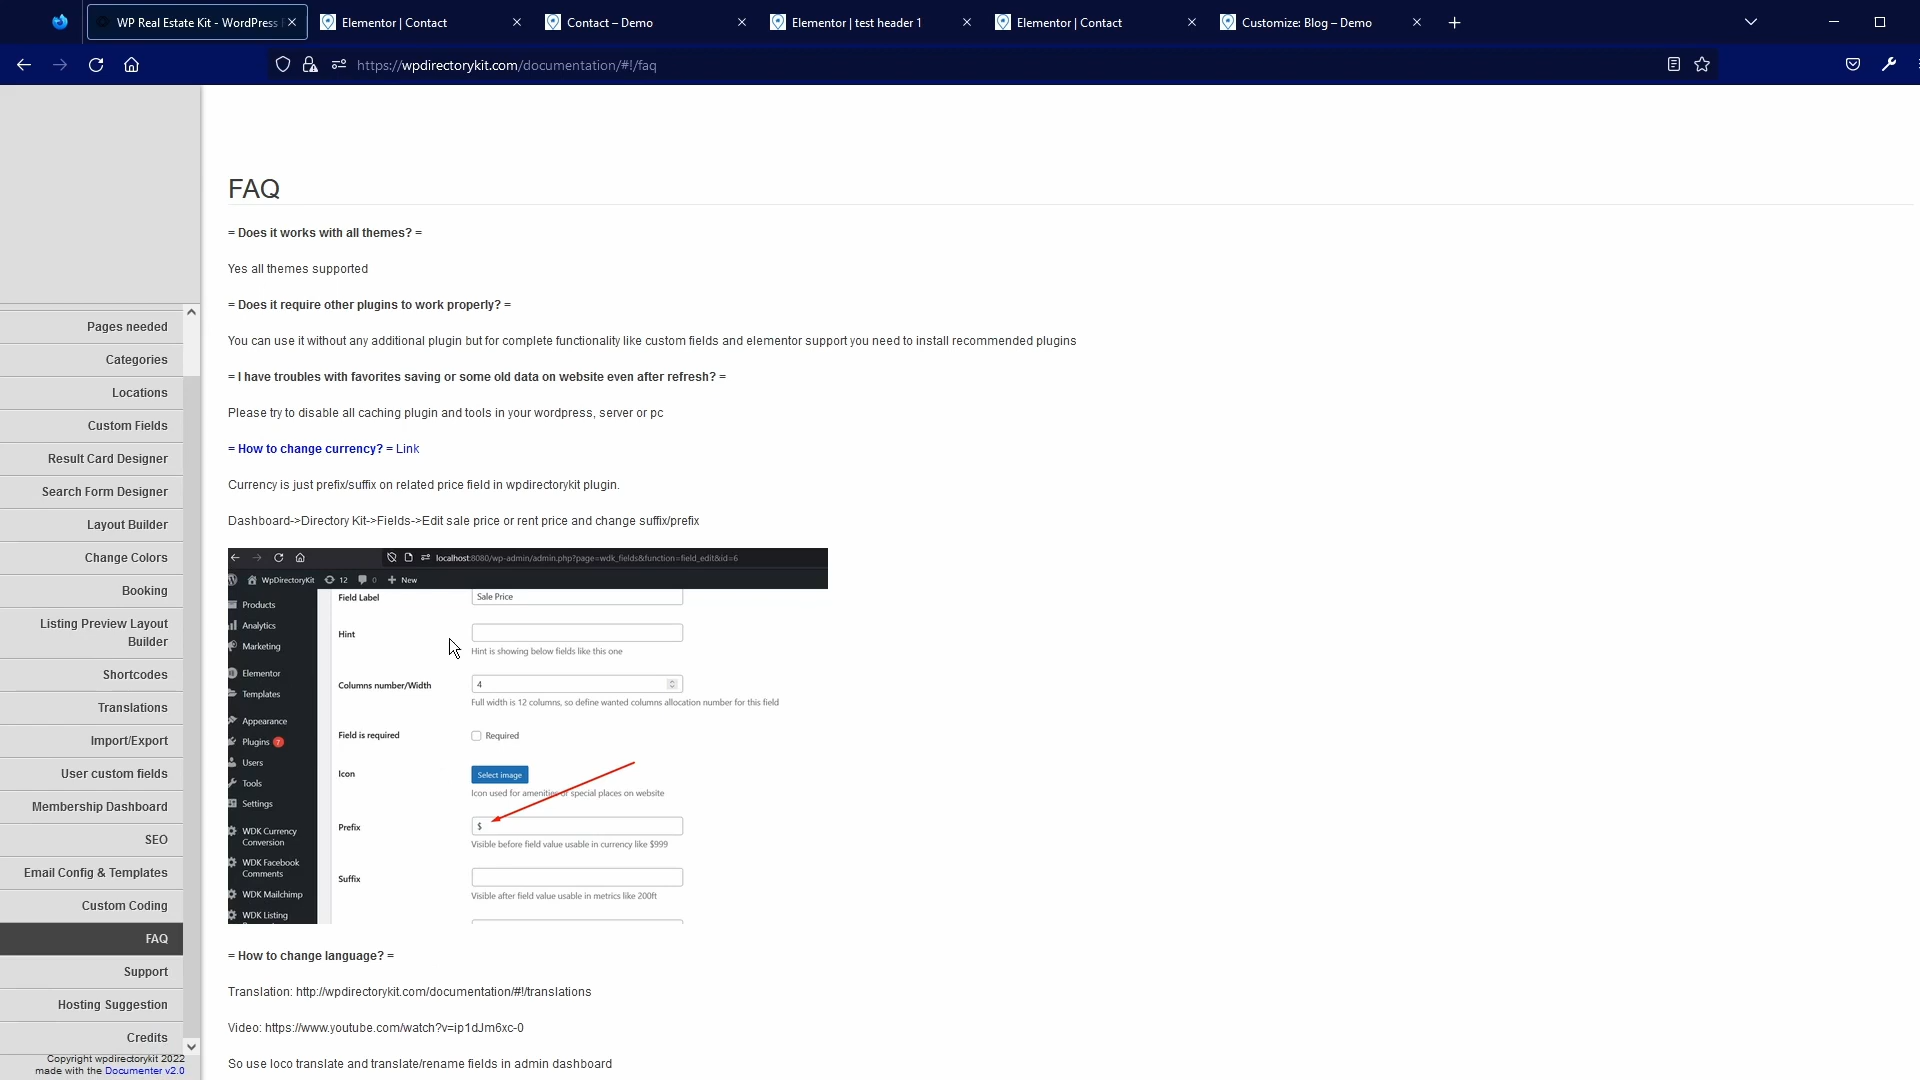 WP Real Estate Kit - WordPress
Elementor | Contact
Contact – Demo
Elementor | test header 1
Elementor | Contact
Customize: Blog – Demo
https://wpdirectorykit.com/documentation/#!/faq
Pages needed
Categories
Locations
Custom Fields
Result Card Designer
Search Form Designer
Layout Builder
Change Colors
Booking
Listing Preview Layout
Builder
Shortcodes
Translations
Import/Export
User custom fields
Membership Dashboard
SEO
Email Config & Templates
Custom Coding
FAQ
Support
Hosting Suggestion
Credits
Copyright wpdirectorykit 2022
made with the Documenter v2.0
FAQ
= Does it works with all themes? =
Yes all themes supported
= Does it require other plugins to work properly? =
You can use it without any additional plugin but for complete functionality like custom fields and elementor support you need to install recommended plugins
= I have troubles with favorites saving or some old data on website even after refresh? =
Please try to disable all caching plugin and tools in your wordpress, server or pc
= How to change currency? = Link
Currency is just prefix/suffix on related price field in wpdirectorykit plugin.
Dashboard->Directory Kit->Fields->Edit sale price or rent price and change suffix/prefix
localhost:8080/wp-admin/admin.php?page=wdk_fields&function=field_edit&id=6
WpDirectoryKit 12 0 New
Products
Analytics
Marketing
Elementor
Templates
Appearance
Plugins 7
Users
Tools
Settings
WDK Currency
Conversion
WDK Facebook
Comments
WDK Mailchimp
WDK Listing
Field Label Sale Price
Hint
Hint is showing below fields like this one
Columns number/Width 4
Full width is 12 columns, so define wanted columns allocation number for this field
Field is required Required
Icon Select image
Icon used for amenities or special places on website
Prefix $
Visible before field value usable in currency like $999
Suffix
Visible after field value usable in metrics like 200ft
= How to change language? =
Translation: http://wpdirectorykit.com/documentation/#!/translations
Video: https://www.youtube.com/watch?v=ip1dJm6xc-0
So use loco translate and translate/rename fields in admin dashboard